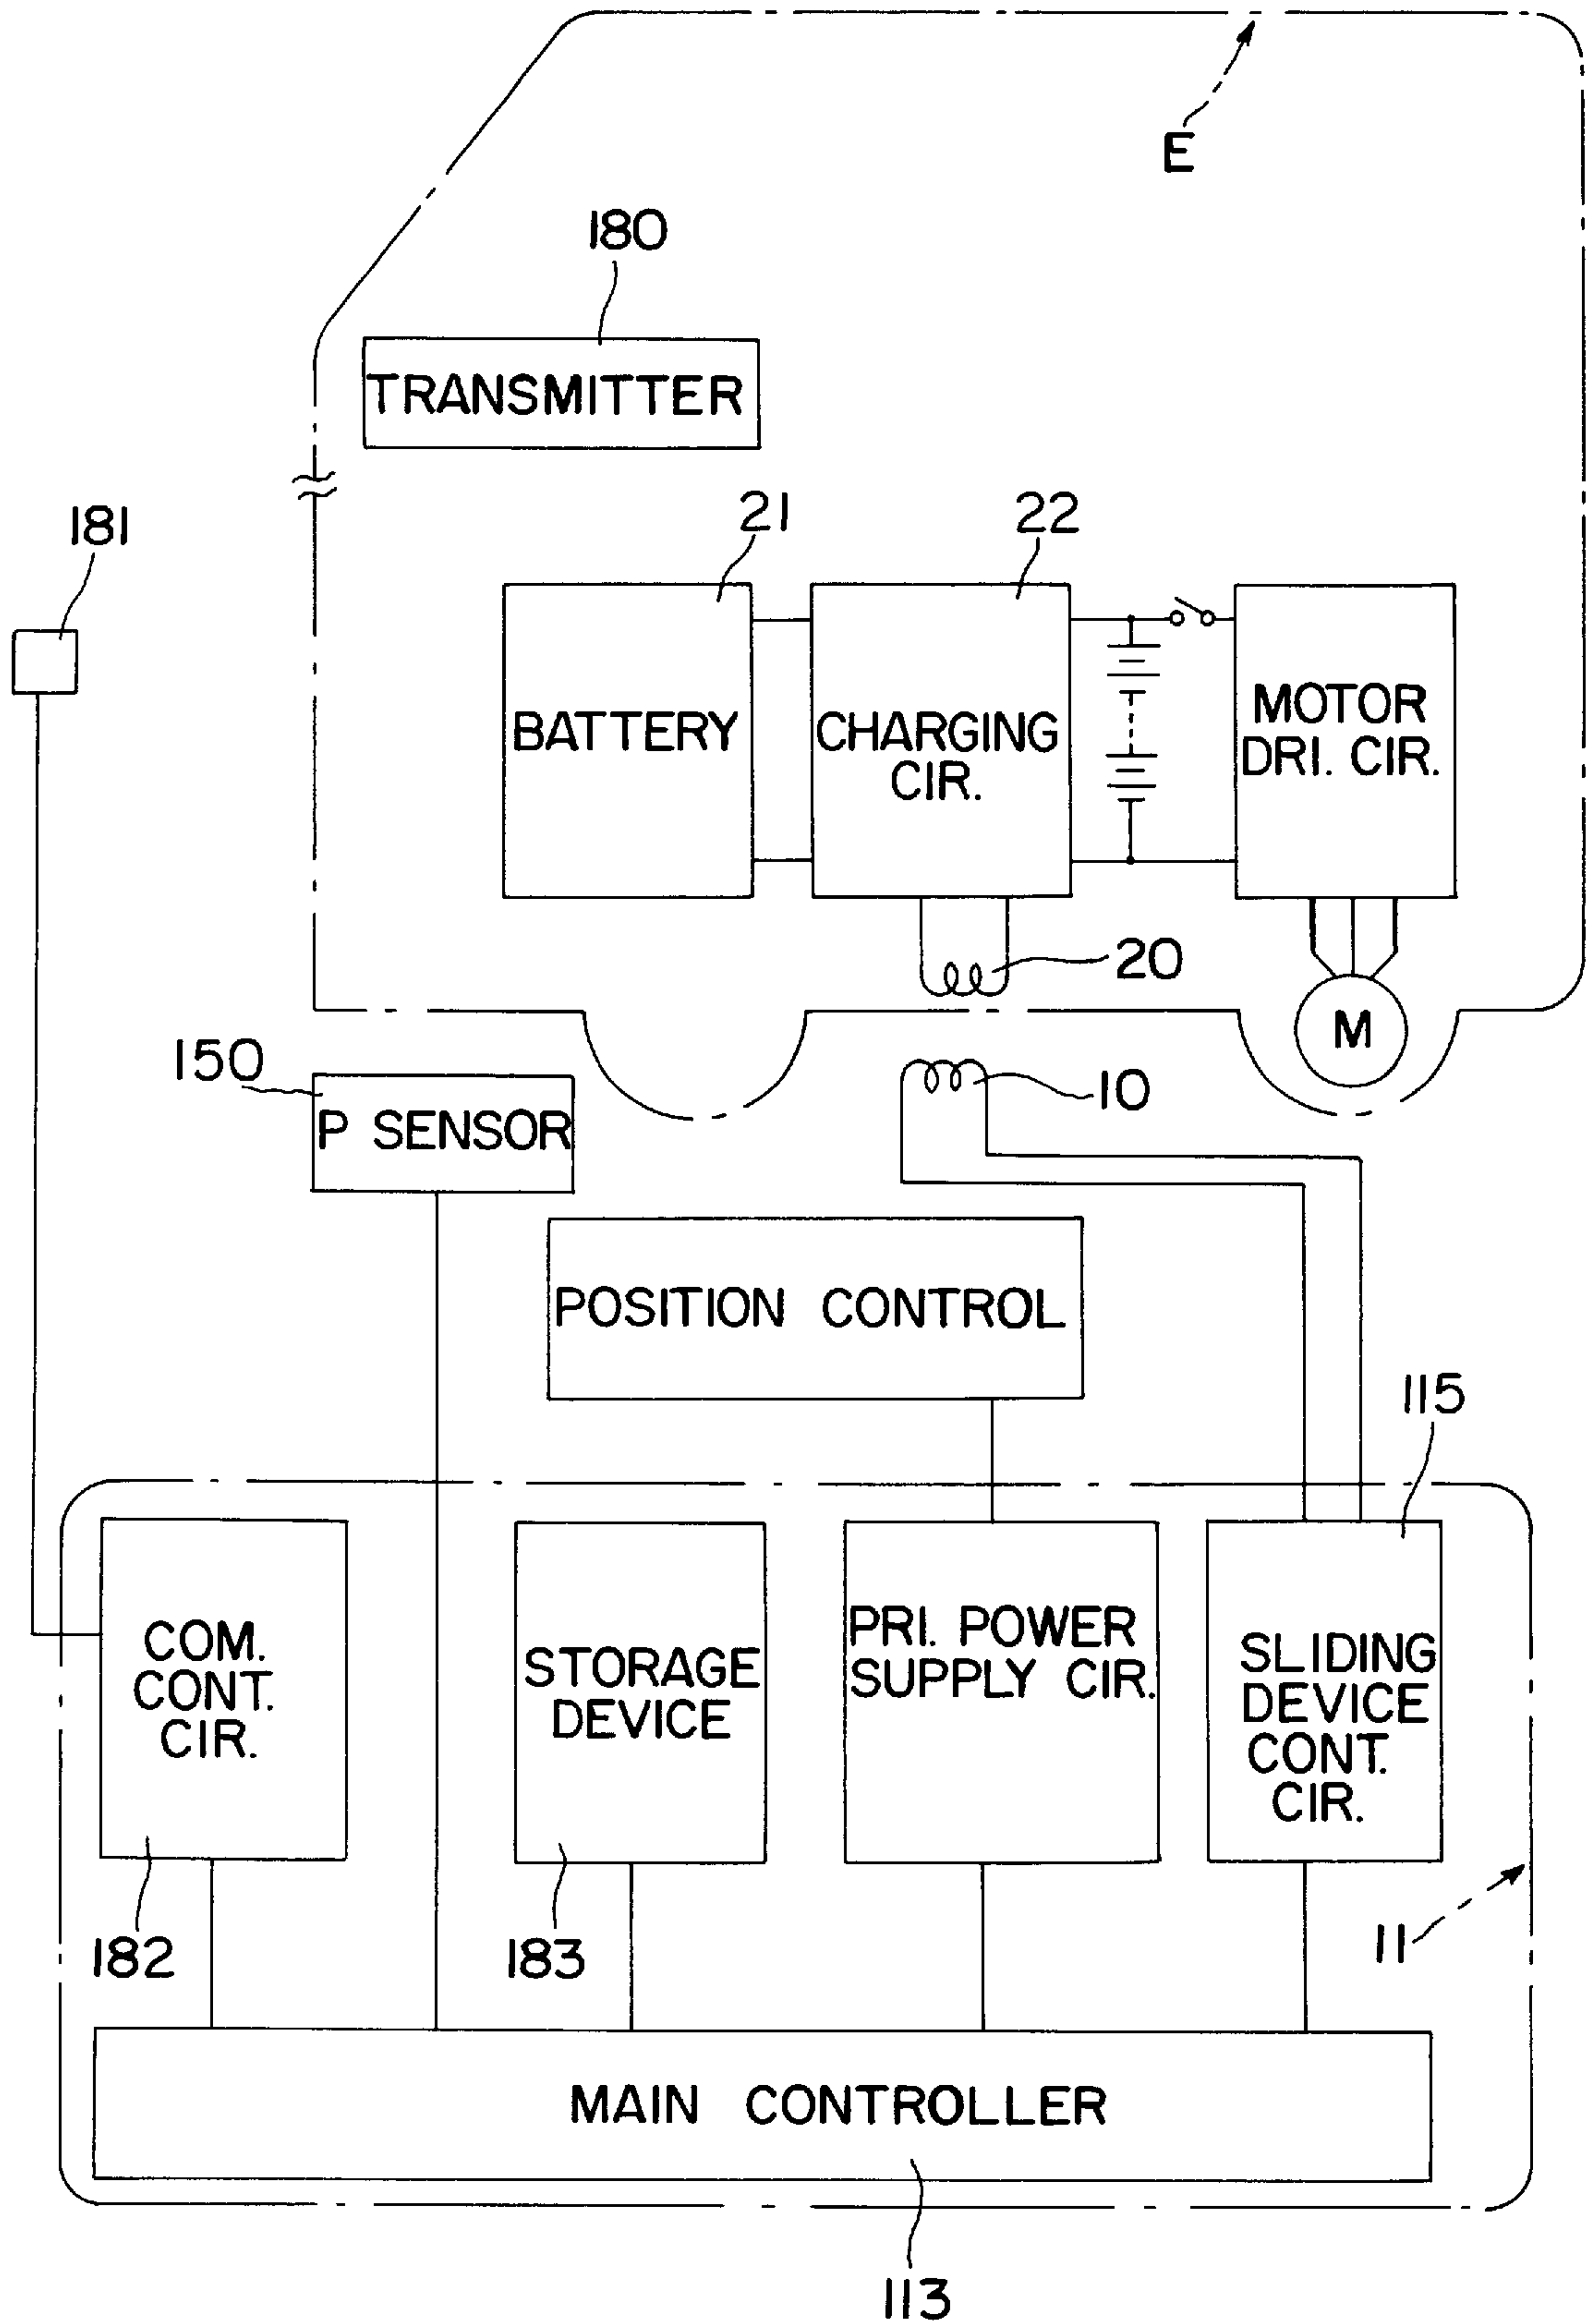 E
180
TRANSMITTER
181
21
22
BATTERY
CHARGING
CIR.
MOTOR
DRI. CIR.
20
M
150
P SENSOR
10
POSITION CONTROL
115
COM.
CONT.
CIR.
STORAGE
DEVICE
PRI. POWER
SUPPLY CIR.
SLIDING
DEVICE
CONT.
CIR.
182
183
11
MAIN CONTROLLER
113